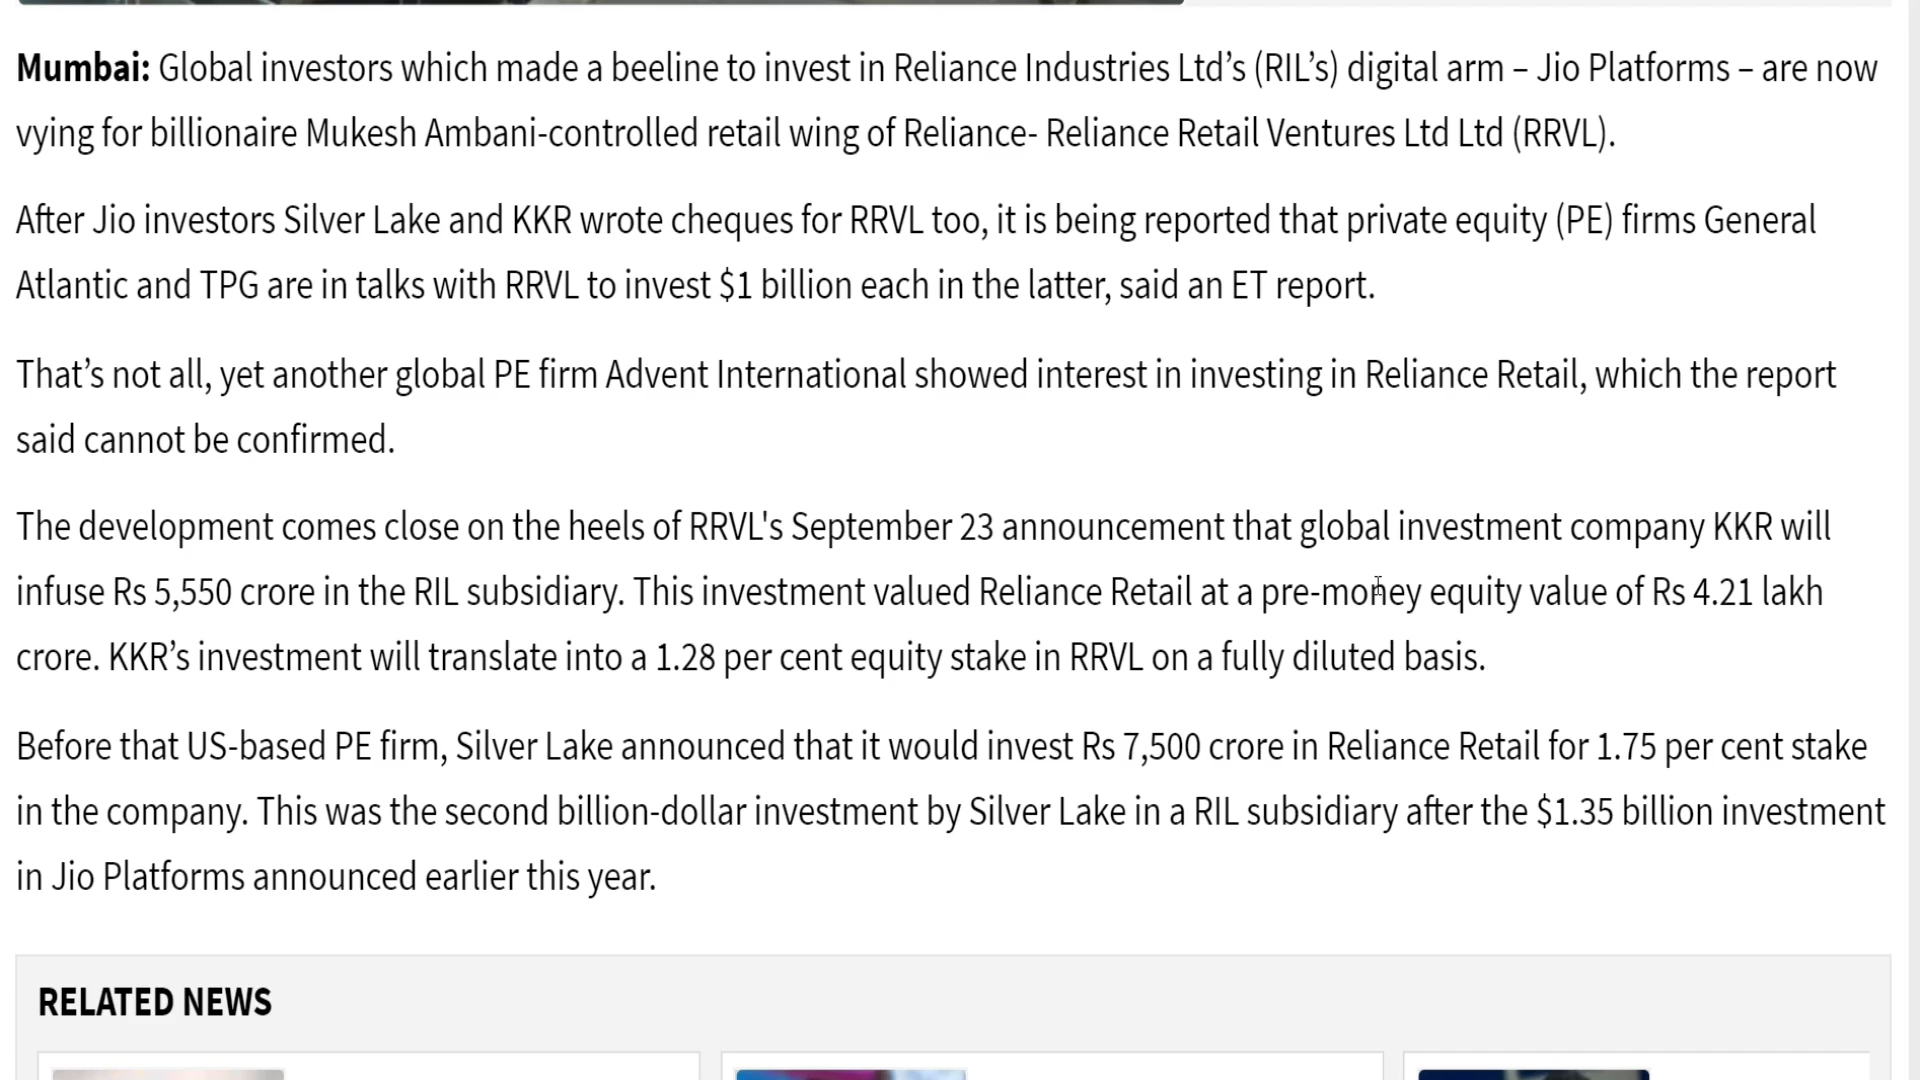 Mumbai: Global investors which made a beeline to invest in Reliance Industries Ltd’s (RIL’s) digital arm – Jio Platforms – are now
vying for billionaire Mukesh Ambani-controlled retail wing of Reliance- Reliance Retail Ventures Ltd Ltd (RRVL).
After Jio investors Silver Lake and KKR wrote cheques for RRVL too, it is being reported that private equity (PE) firms General
Atlantic and TPG are in talks with RRVL to invest $1 billion each in the latter, said an ET report.
That’s not all, yet another global PE firm Advent International showed interest in investing in Reliance Retail, which the report
said cannot be confirmed.
The development comes close on the heels of RRVL's September 23 announcement that global investment company KKR will
infuse Rs 5,550 crore in the RIL subsidiary. This investment valued Reliance Retail at a pre-money equity value of Rs 4.21 lakh
crore. KKR’s investment will translate into a 1.28 per cent equity stake in RRVL on a fully diluted basis.
Before that US-based PE firm, Silver Lake announced that it would invest Rs 7,500 crore in Reliance Retail for 1.75 per cent stake
in the company. This was the second billion-dollar investment by Silver Lake in a RIL subsidiary after the $1.35 billion investment
in Jio Platforms announced earlier this year.
RELATED NEWS